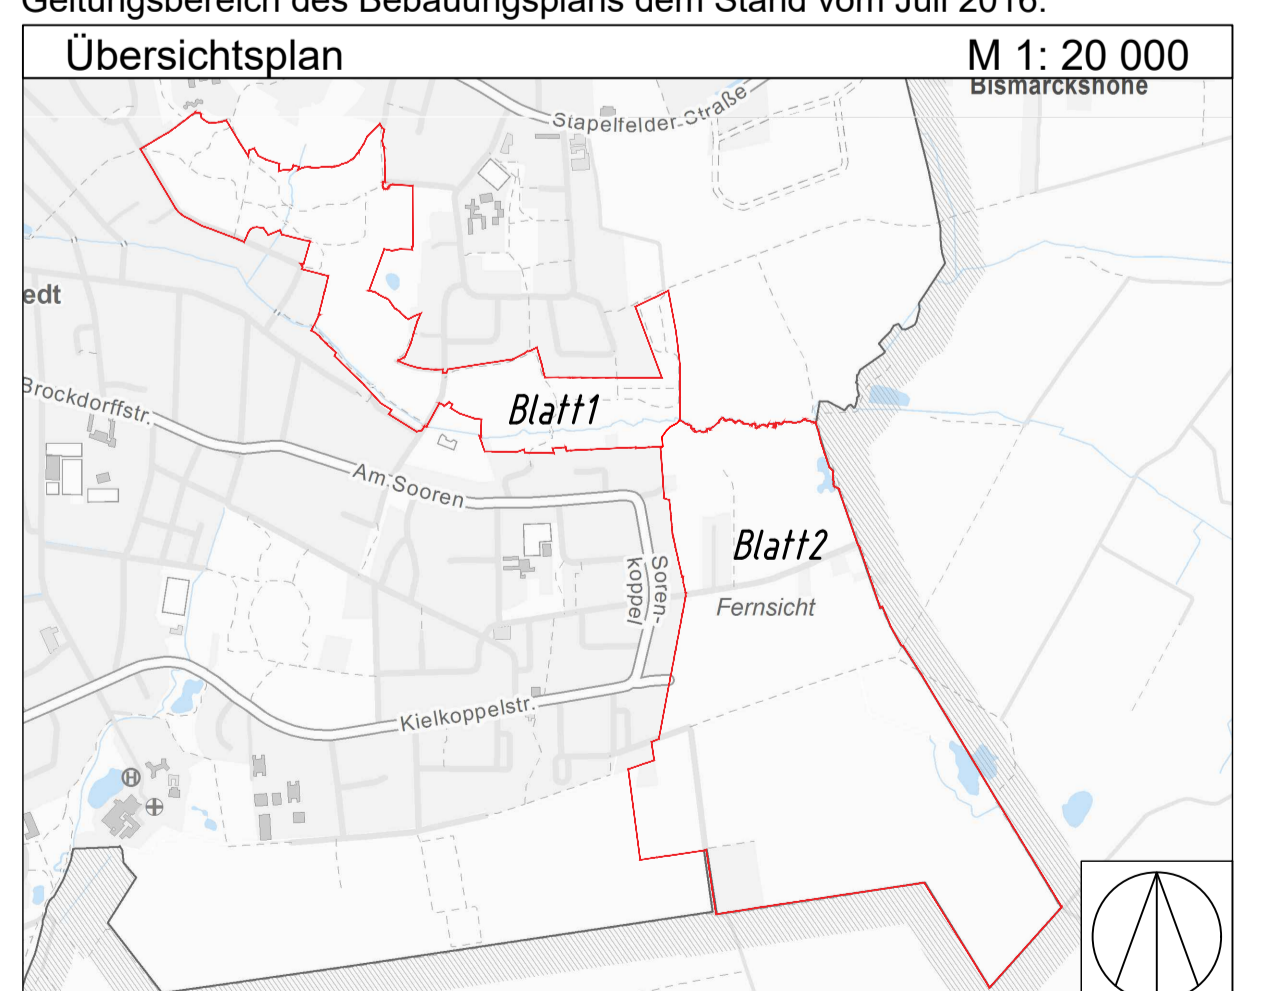 Geltungsbereich des Bebauungsplans dem Stand vom Juli 2016.
Übersichtsplan M 1: 20 000
Bismarckshöhe
Stapelfelder Straße
edt
Brockdorffstr.
Blatt1
Am Sooren
Blatt2
Soren-
koppel
Fernsicht
Kielkoppelstr.
H